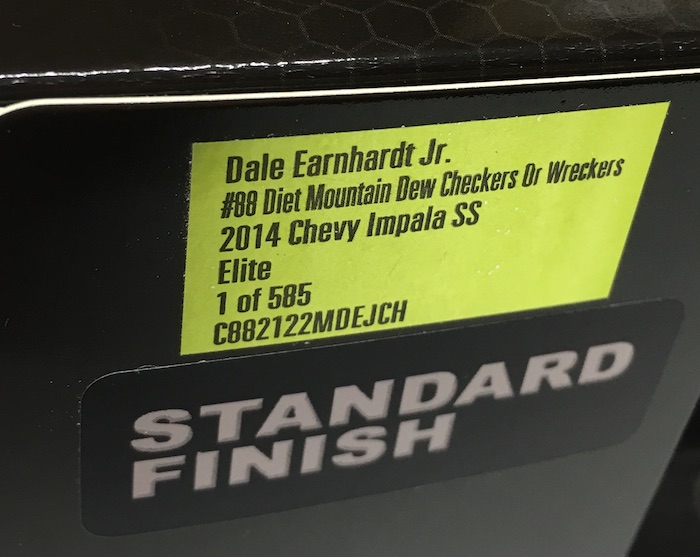 Dale Earnhardt Jr.
#88 Diet Mountain Dew Checkers Or Wreckers
2014 Chevy Impala SS
Elite
1 of 585
C882122MDEJCH
STANDARD
FINISH